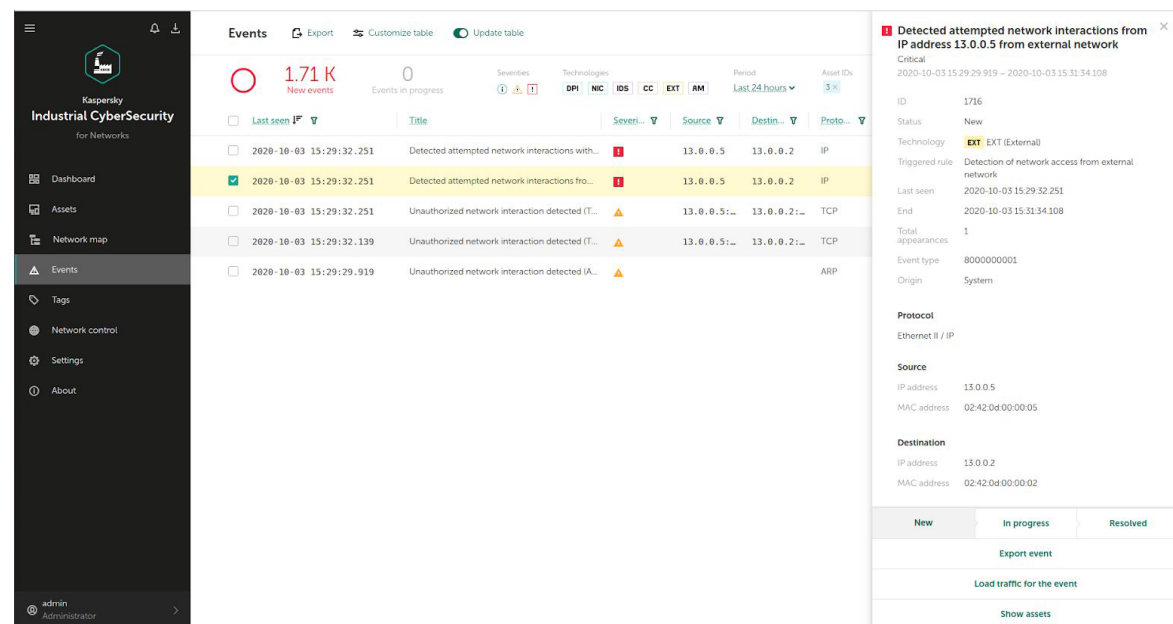 Kaspersky
Industrial CyberSecurity
for Networks
Dashboard
Assets
Network map
Events
Tags
Network control
Settings
About
admin
Administrator
Events Export Customize table Update table
1.71 K
New events
0
Events in progress
Severities
Technologies
DPI NIC IDS CC EXT AM
Period
Last 24 hours
Asset IDs
3 ×
Last seen Title Severi... Source Destin... Proto...
2020-10-03 15:29:32.251 Detected attempted network interactions with... 13.0.0.5 13.0.0.2 IP
2020-10-03 15:29:32.251 Detected attempted network interactions fro... 13.0.0.5 13.0.0.2 IP
2020-10-03 15:29:32.251 Unauthorized network interaction detected (T... 13.0.0.5:… 13.0.0.2:… TCP
2020-10-03 15:29:32.139 Unauthorized network interaction detected (T... 13.0.0.5:… 13.0.0.2:… TCP
2020-10-03 15:29:29.919 Unauthorized network interaction detected (A... ARP
Detected attempted network interactions from
IP address 13.0.0.5 from external network
Critical
2020-10-03 15:29:29.919 – 2020-10-03 15:31:34.108
ID 1716
Status New
Technology EXT EXT (External)
Triggered rule Detection of network access from external
network
Last seen 2020-10-03 15:29:32.251
End 2020-10-03 15:31:34.108
Total
appearances 1
Event type 8000000001
Origin System
Protocol
Ethernet II / IP
Source
IP address 13.0.0.5
MAC address 02:42:0d:00:00:05
Destination
IP address 13.0.0.2
MAC address 02:42:0d:00:00:02
New In progress Resolved
Export event
Load traffic for the event
Show assets